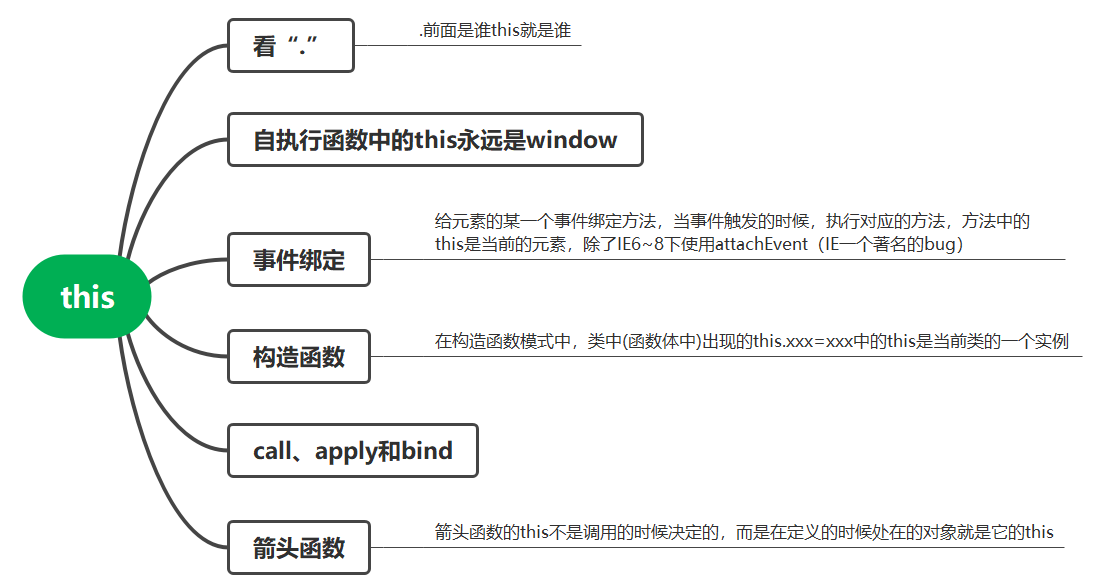 this
看“.”
.前面是谁this就是谁
自执行函数中的this永远是window
事件绑定
给元素的某一个事件绑定方法，当事件触发的时候，执行对应的方法，方法中的
this是当前的元素，除了IE6~8下使用attachEvent（IE一个著名的bug）
构造函数
在构造函数模式中，类中(函数体中)出现的this.xxx=xxx中的this是当前类的一个实例
call、apply和bind
箭头函数
箭头函数的this不是调用的时候决定的，而是在定义的时候处在的对象就是它的this